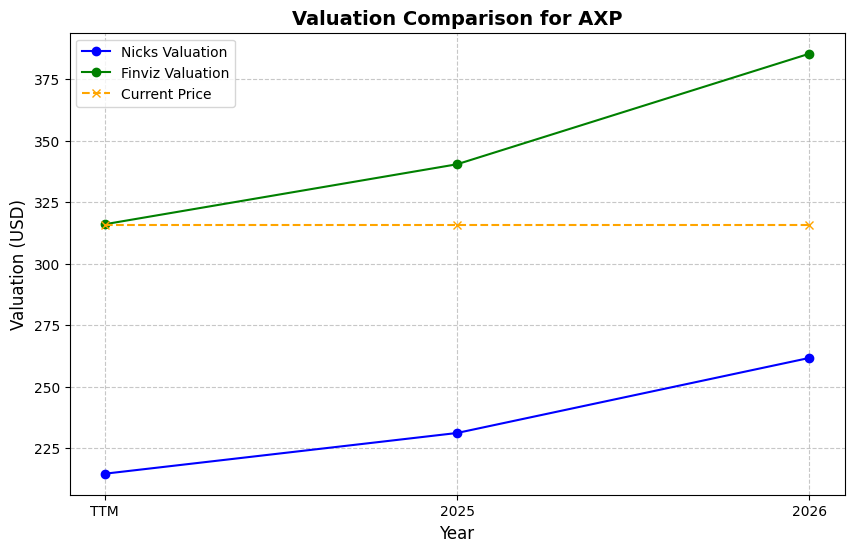 Valuation Comparison for AXP
Nicks Valuation
Finviz Valuation
Current Price
Valuation (USD)
375
350
325
300
275
250
225
TTM
2025
2026
Year